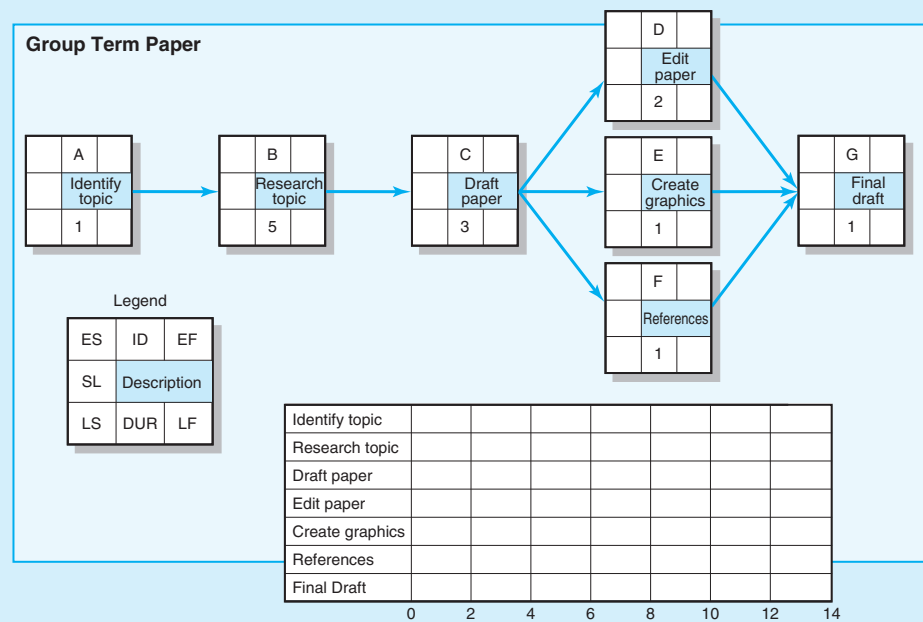 Group Term Paper
A
Identify
topic
1
B
Research
topic
5
C
Draft
paper
3
D
Edit
paper
2
E
Create
graphics
1
F
References
1
G
Final
draft
1
Legend
ES ID EF
SL Description
LS DUR LF
Identify topic
Research topic
Draft paper
Edit paper
Create graphics
References
Final Draft
0 2 4 6 8 10 12 14